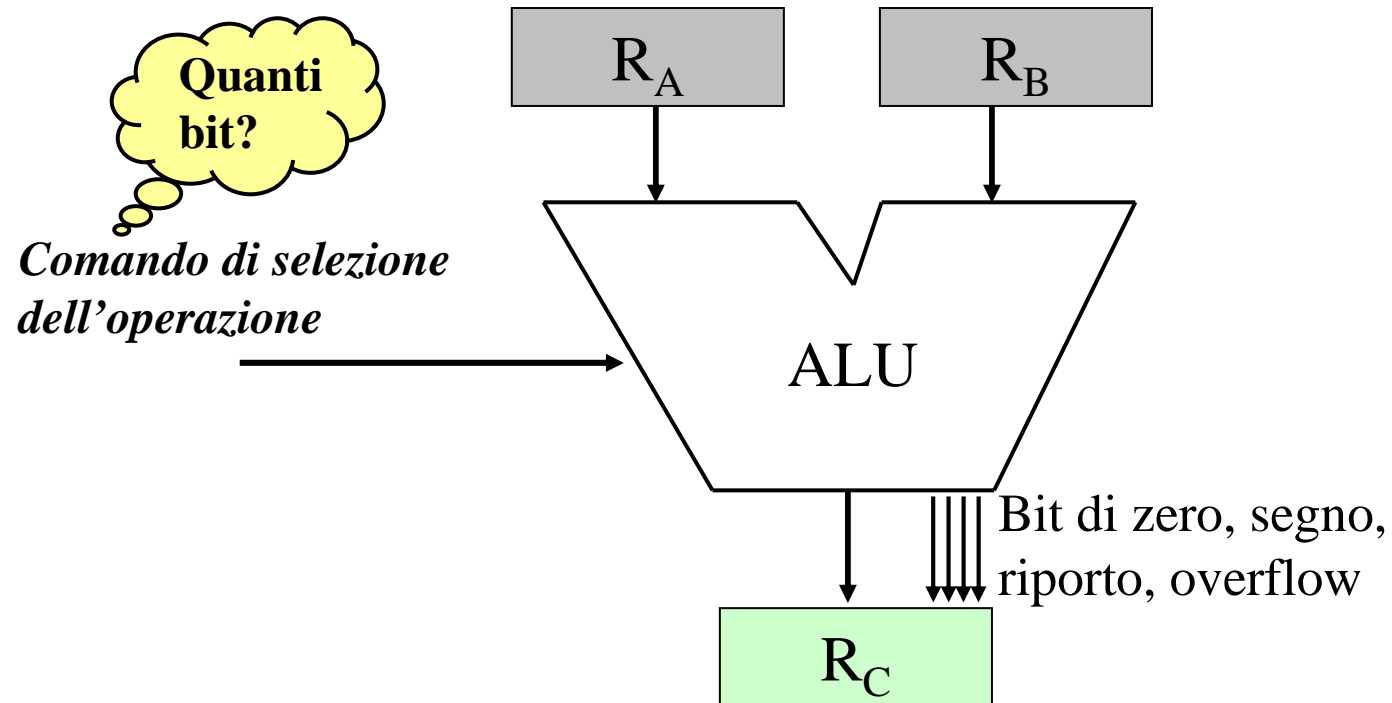 Quanti
bit?
R_A
R_B
Comando di selezione
dell'operazione
ALU
Bit di zero, segno,
riporto, overflow
R_C